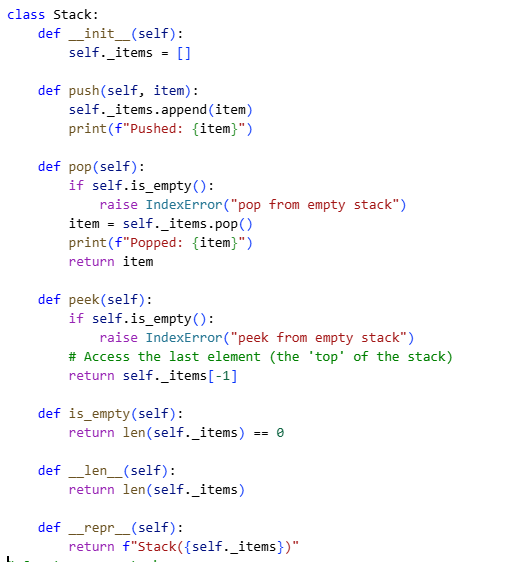 class Stack:
    def __init__(self):
        self._items = []

    def push(self, item):
        self._items.append(item)
        print(f"Pushed: {item}")

    def pop(self):
        if self.is_empty():
            raise IndexError("pop from empty stack")
        item = self._items.pop()
        print(f"Popped: {item}")
        return item

    def peek(self):
        if self.is_empty():
            raise IndexError("peek from empty stack")
        # Access the last element (the 'top' of the stack)
        return self._items[-1]

    def is_empty(self):
        return len(self._items) == 0

    def __len__(self):
        return len(self._items)

    def __repr__(self):
        return f"Stack({self._items})"